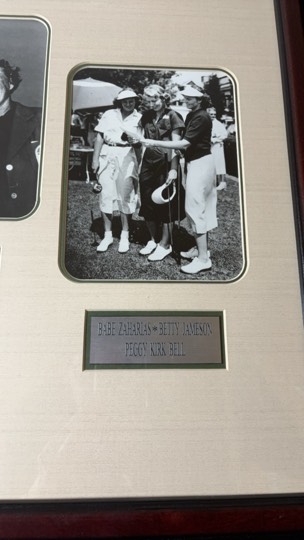 BABE ZAHARIAS • BETTY JAMESON
PEGGY KIRK BELL